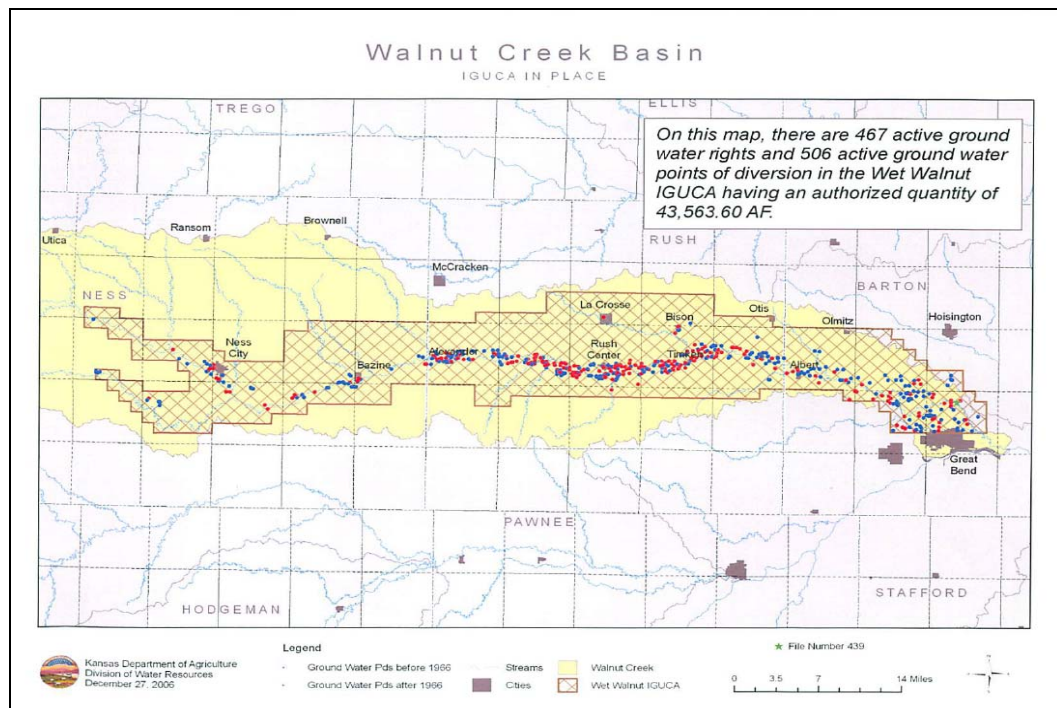 Walnut Creek Basin
IGUCA IN PLACE
TREGO
ELLIS
On this map, there are 467 active ground
water rights and 506 active ground water
points of diversion in the Wet Walnut
IGUCA having an authorized quantity of
43,563.60 AF.
Utica
Ransom
Brownell
RUSH
McCracken
BARTON
NESS
La Crosse
Bison
Otis
Olmitz
Hoisington
Ness
City
Bazine
Alexander
Rush
Center
Timken
Albert
Great
Bend
PAWNEE
HODGEMAN
STAFFORD
Kansas Department of Agriculture
Division of Water Resources
December 27, 2006
Legend
Ground Water Pds before 1966
Ground Water Pds after 1966
Streams
Cties
Walnut Creek
Wet Walnut IGUCA
File Number 439
0 3.5 7 14 Miles